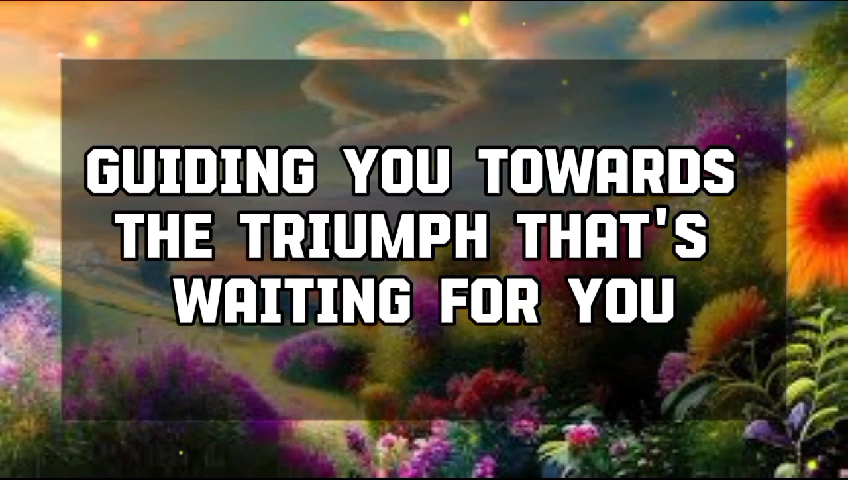 GUIDING YOU TOWARDS
THE TRIUMPH THAT'S
WAITING FOR YOU